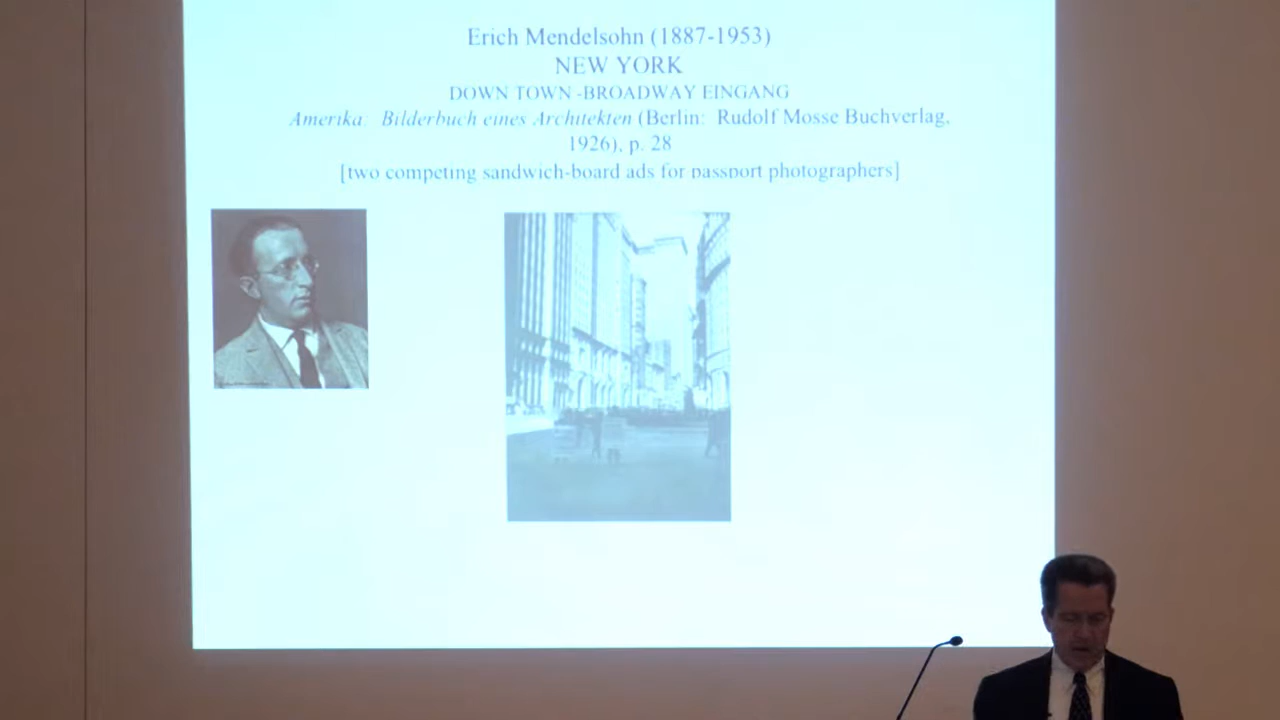 Erich Mendelsohn (1887-1953)
NEW YORK
DOWN TOWN -BROADWAY EINGANG
Amerika: Bilderbuch eines Architekten (Berlin: Rudolf Mosse Buchverlag,
1926), p. 28
[two competing sandwich-board ads for passport photographers]